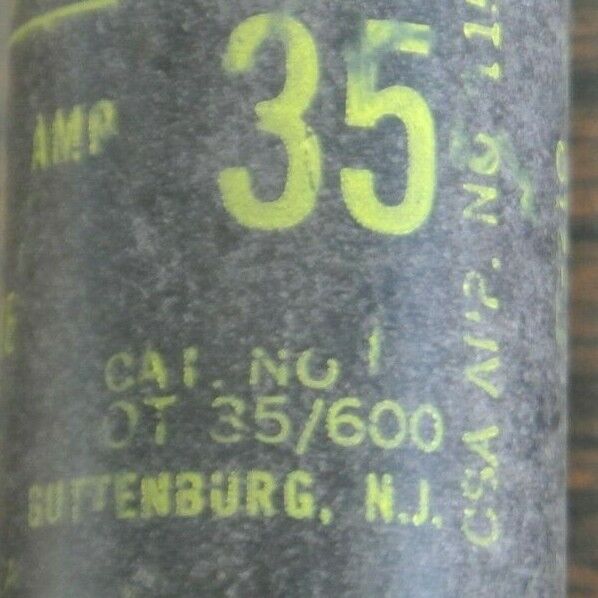 AMP 35
CAT. NO.
OT 35/600
GUTTENBURG, N.J.
CSA APP. NO